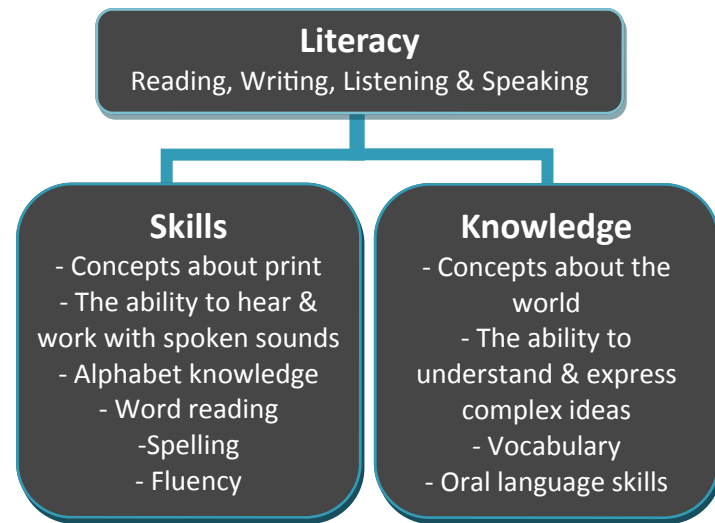 Literacy
Reading, Writing, Listening & Speaking
Skills
- Concepts about print
- The ability to hear &
work with spoken sounds
- Alphabet knowledge
- Word reading
-Spelling
- Fluency
Knowledge
- Concepts about the
world
- The ability to
understand & express
complex ideas
- Vocabulary
- Oral language skills